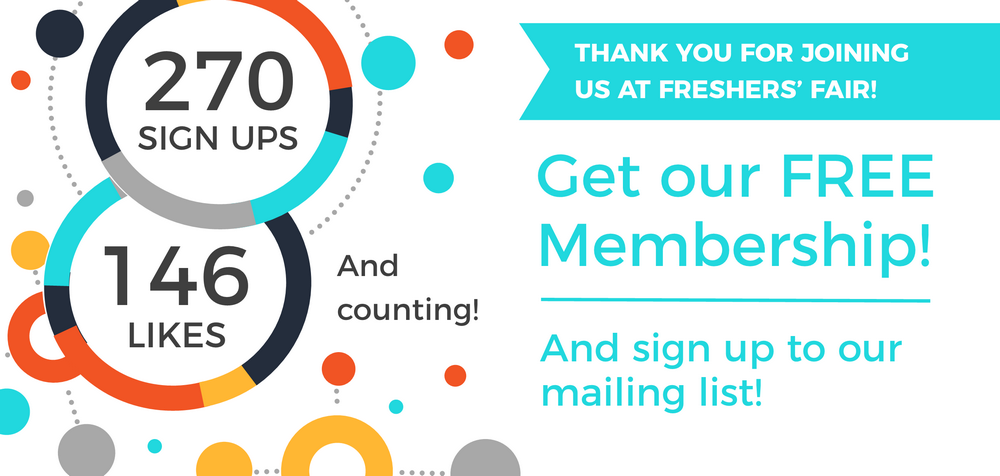 270
SIGN UPS
146
LIKES
And
counting!
THANK YOU FOR JOINING
US AT FRESHERS’ FAIR!
Get our FREE
Membership!
And sign up to our
mailing list!